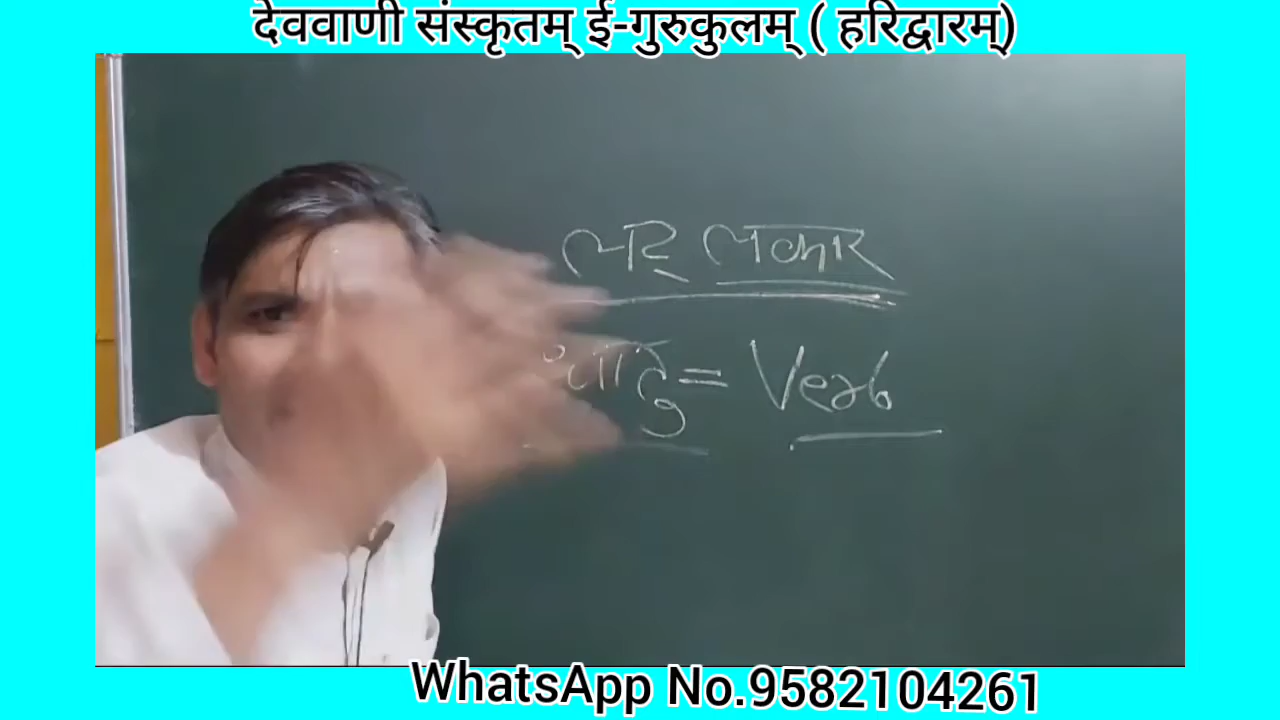 देववाणी संस्कृतम् ई-गुरुकुलम् ( हरिद्वारम्)
लट् लकार
= Verb
WhatsApp No.9582104261